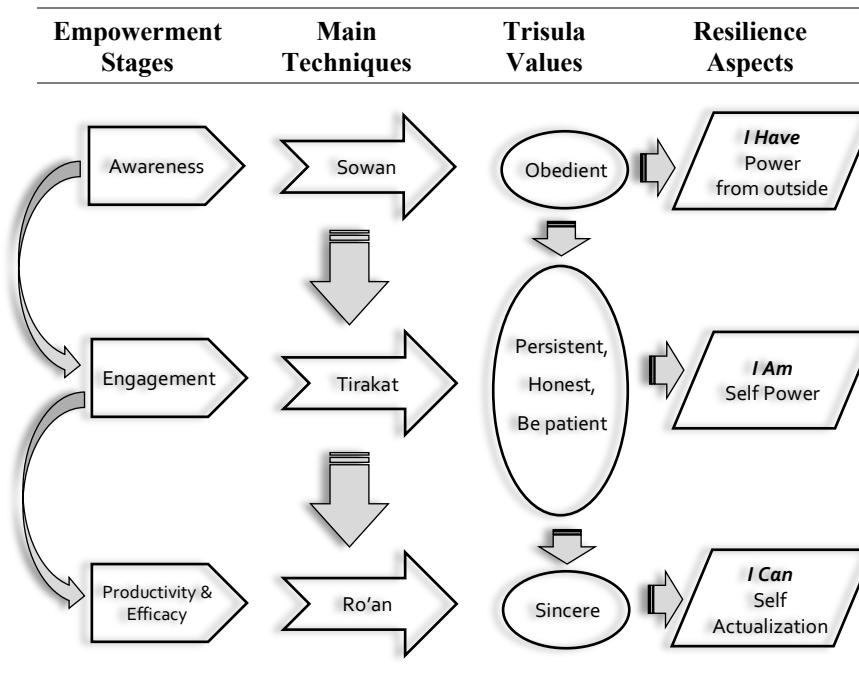 Empowerment
Stages
Main
Techniques
Trisula
Values
Resilience
Aspects
Awareness
Sowan
Obedient
I Have
Power
from outside
Engagement
Tirakat
Persistent,
Honest,
Be patient
I Am
Self Power
Productivity &
Efficacy
Ro’an
Sincere
I Can
Self
Actualization